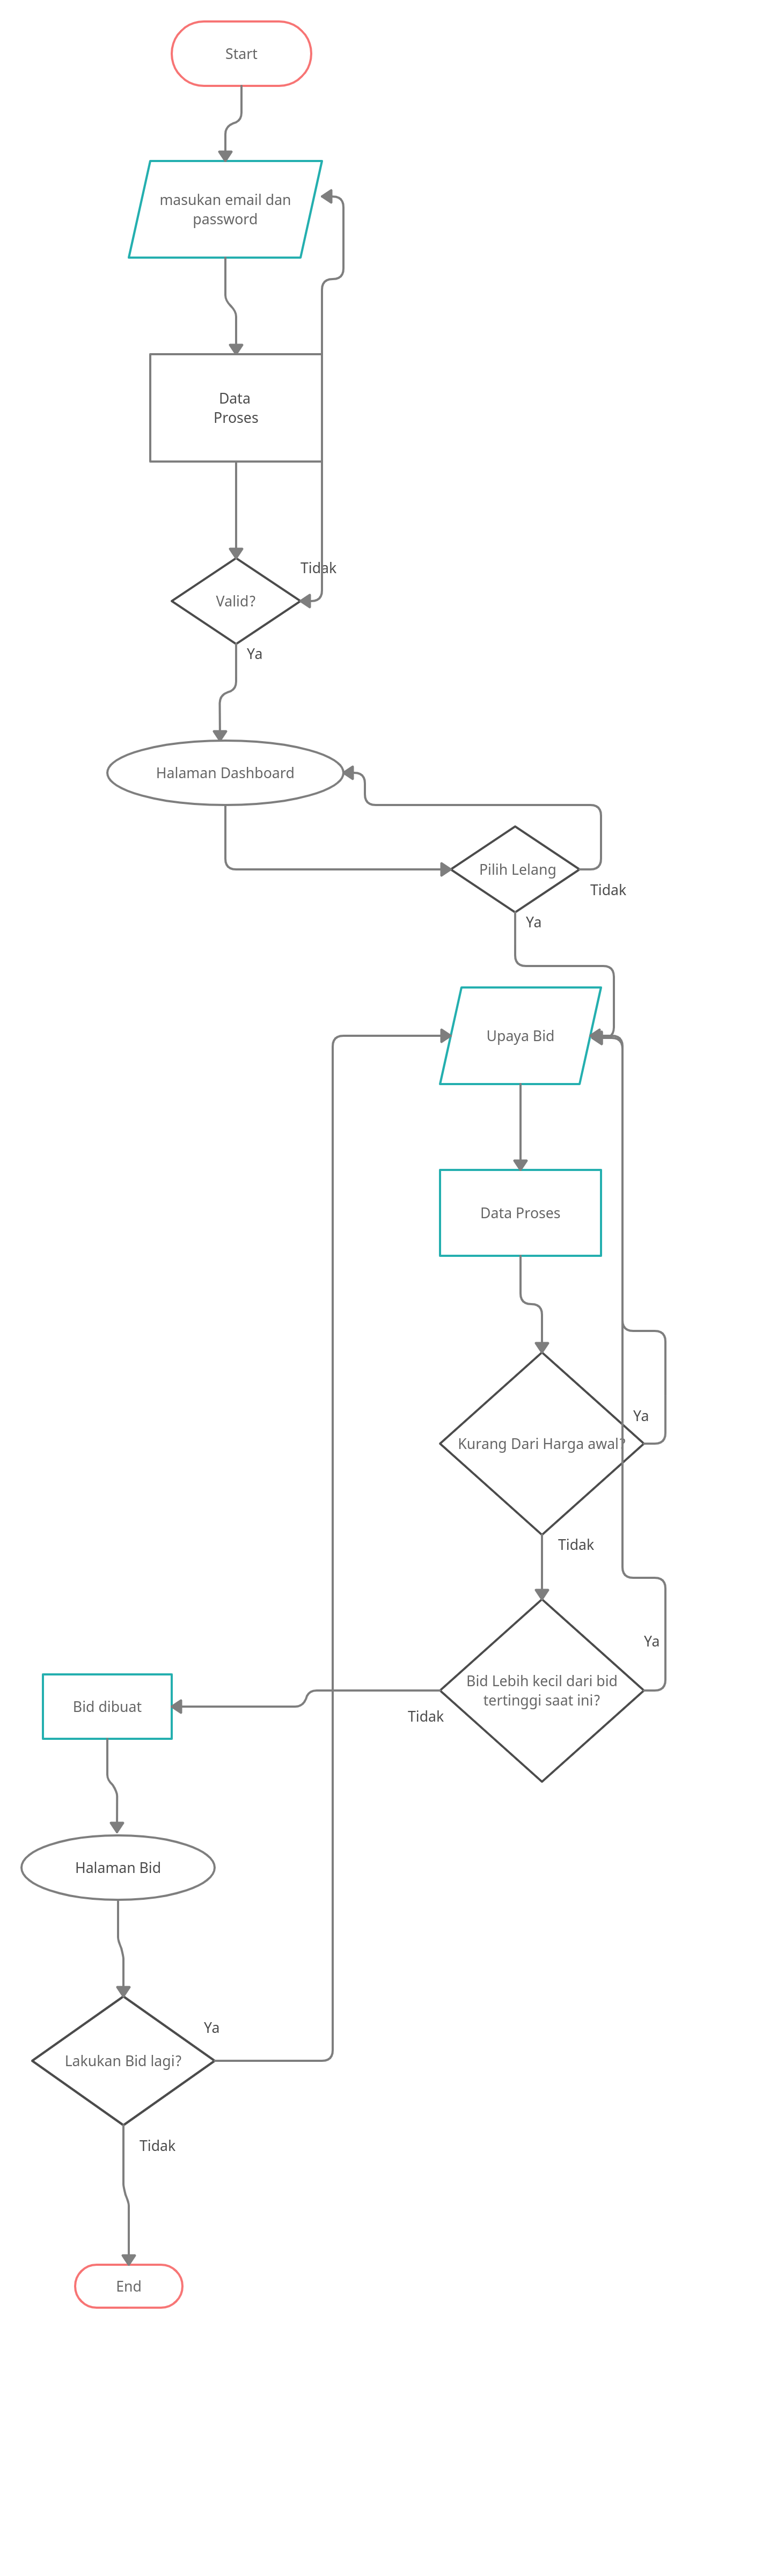 Start
masukan email dan
password
Data
Proses
Tidak
Valid?
Ya
Halaman Dashboard
Pilih Lelang
Tidak
Ya
Upaya Bid
Data Proses
Ya
Kurang Dari Harga awal?
Tidak
Ya
Bid Lebih kecil dari bid
tertinggi saat ini?
Tidak
Bid dibuat
Halaman Bid
Ya
Lakukan Bid lagi?
Tidak
End